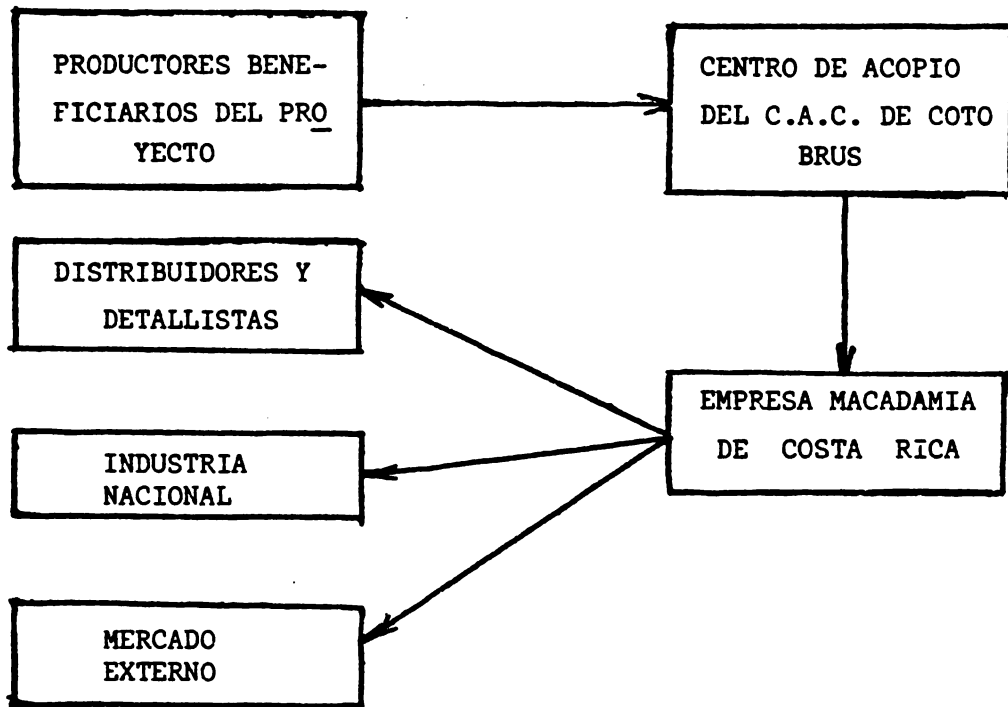 PRODUCTORES BENE-
FICIARIOS DEL PRO
YECTO
CENTRO DE ACOPIO
DEL C.A.C. DE COTO
BRUS
DISTRIBUIDORES Y
DETALLISTAS
EMPRESA MACADAMIA
DE COSTA RICA
INDUSTRIA
NACIONAL
MERCADO
EXTERNO